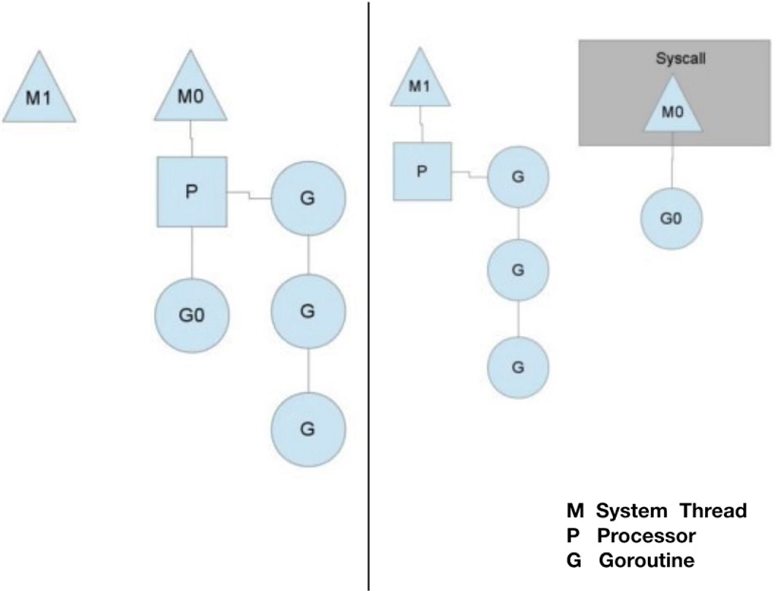 M1
M0
P
G
G0
G
G
M1
P
G
G
G
Syscall
M0
G0
M System Thread
P Processor
G Goroutine